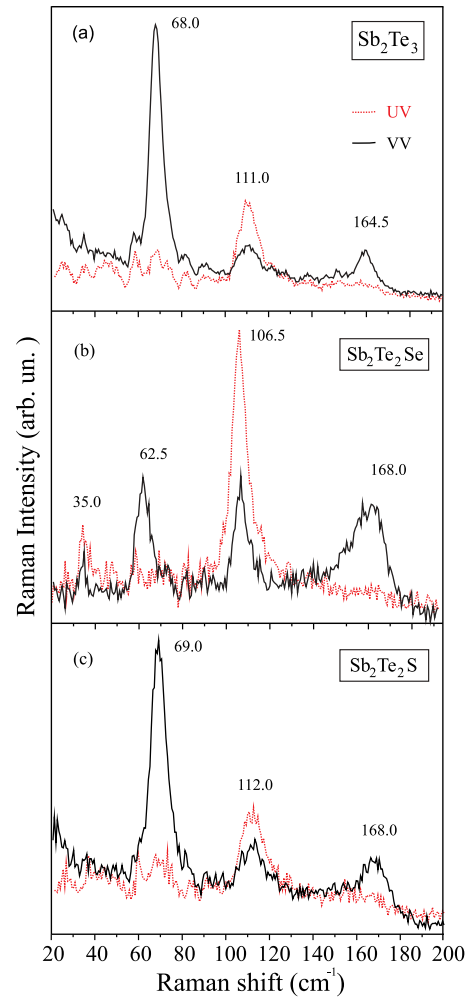 (a)
68.0
Sb₂Te₃
UV
VV
111.0
164.5
(b)
106.5
Sb₂Te₂Se
62.5
35.0
168.0
(c)
69.0
Sb₂Te₂S
112.0
168.0
20 40 60 80 100 120 140 160 180 200
Raman shift (cm⁻¹)
Raman Intensity (arb. un. )